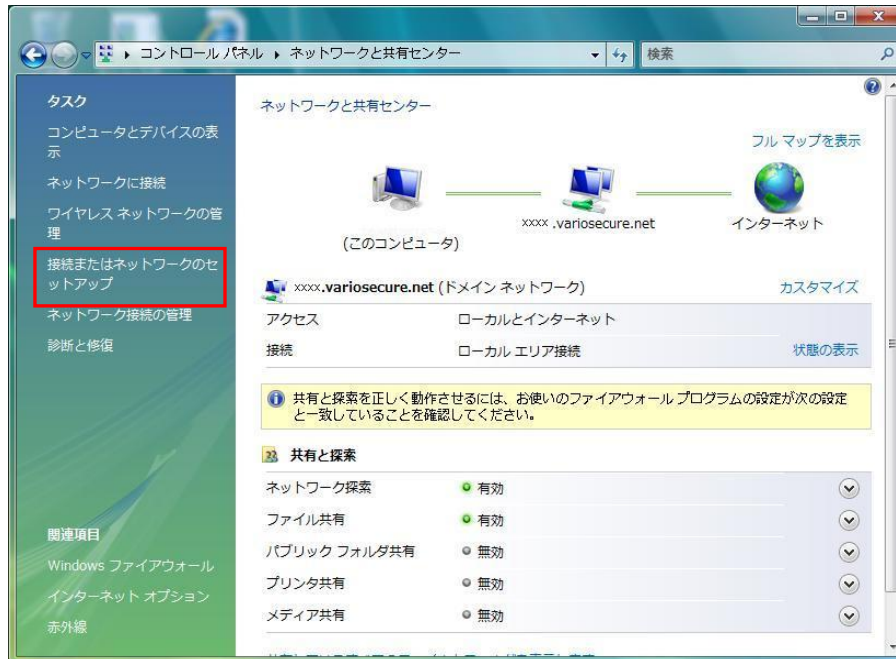 コントロール パネル ▸ ネットワークと共有センター
検索
タスク
コンピュータとデバイスの表
示
ネットワークに接続
ワイヤレス ネットワークの管
理
接続またはネットワークのセ
ットアップ
ネットワーク接続の管理
診断と修復
関連項目
Windows ファイアウォール
インターネット オプション
赤外線
ネットワークと共有センター
フル マップを表示
(このコンピュータ)
xxxx .variosecure.net
インターネット
xxxx.variosecure.net (ドメイン ネットワーク)
カスタマイズ
アクセス ローカルとインターネット
接続 ローカル エリア接続 状態の表示
共有と探索を正しく動作させるには、お使いのファイアウォール プログラムの設定が次の設定
と一致していることを確認してください。
共有と探索
ネットワーク探索 有効
ファイル共有 有効
パブリック フォルダ共有 無効
プリンタ共有 無効
メディア共有 無効